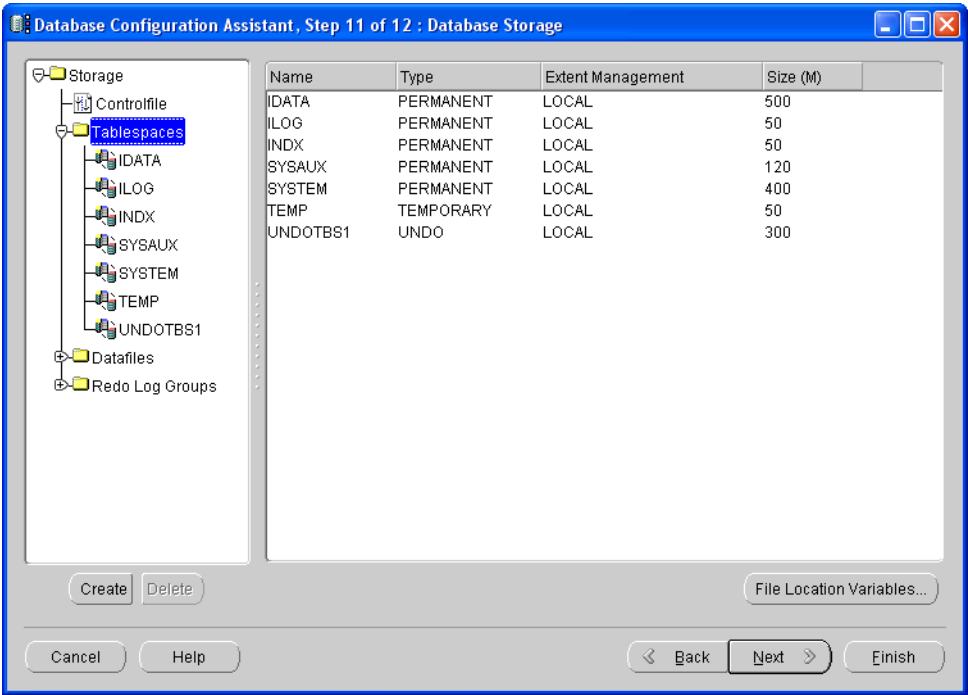 Database Configuration Assistant, Step 11 of 12 : Database Storage
Storage
Controlfile
Tablespaces
IDATA
ILOG
INDX
SYSAUX
SYSTEM
TEMP
UNDOTBS1
Datafiles
Redo Log Groups
Name Type Extent Management Size (M)
IDATA PERMANENT LOCAL 500
ILOG PERMANENT LOCAL 50
INDX PERMANENT LOCAL 50
SYSAUX PERMANENT LOCAL 120
SYSTEM PERMANENT LOCAL 400
TEMP TEMPORARY LOCAL 50
UNDOTBS1 UNDO LOCAL 300
Create Delete File Location Variables...
Cancel Help Back Next Finish